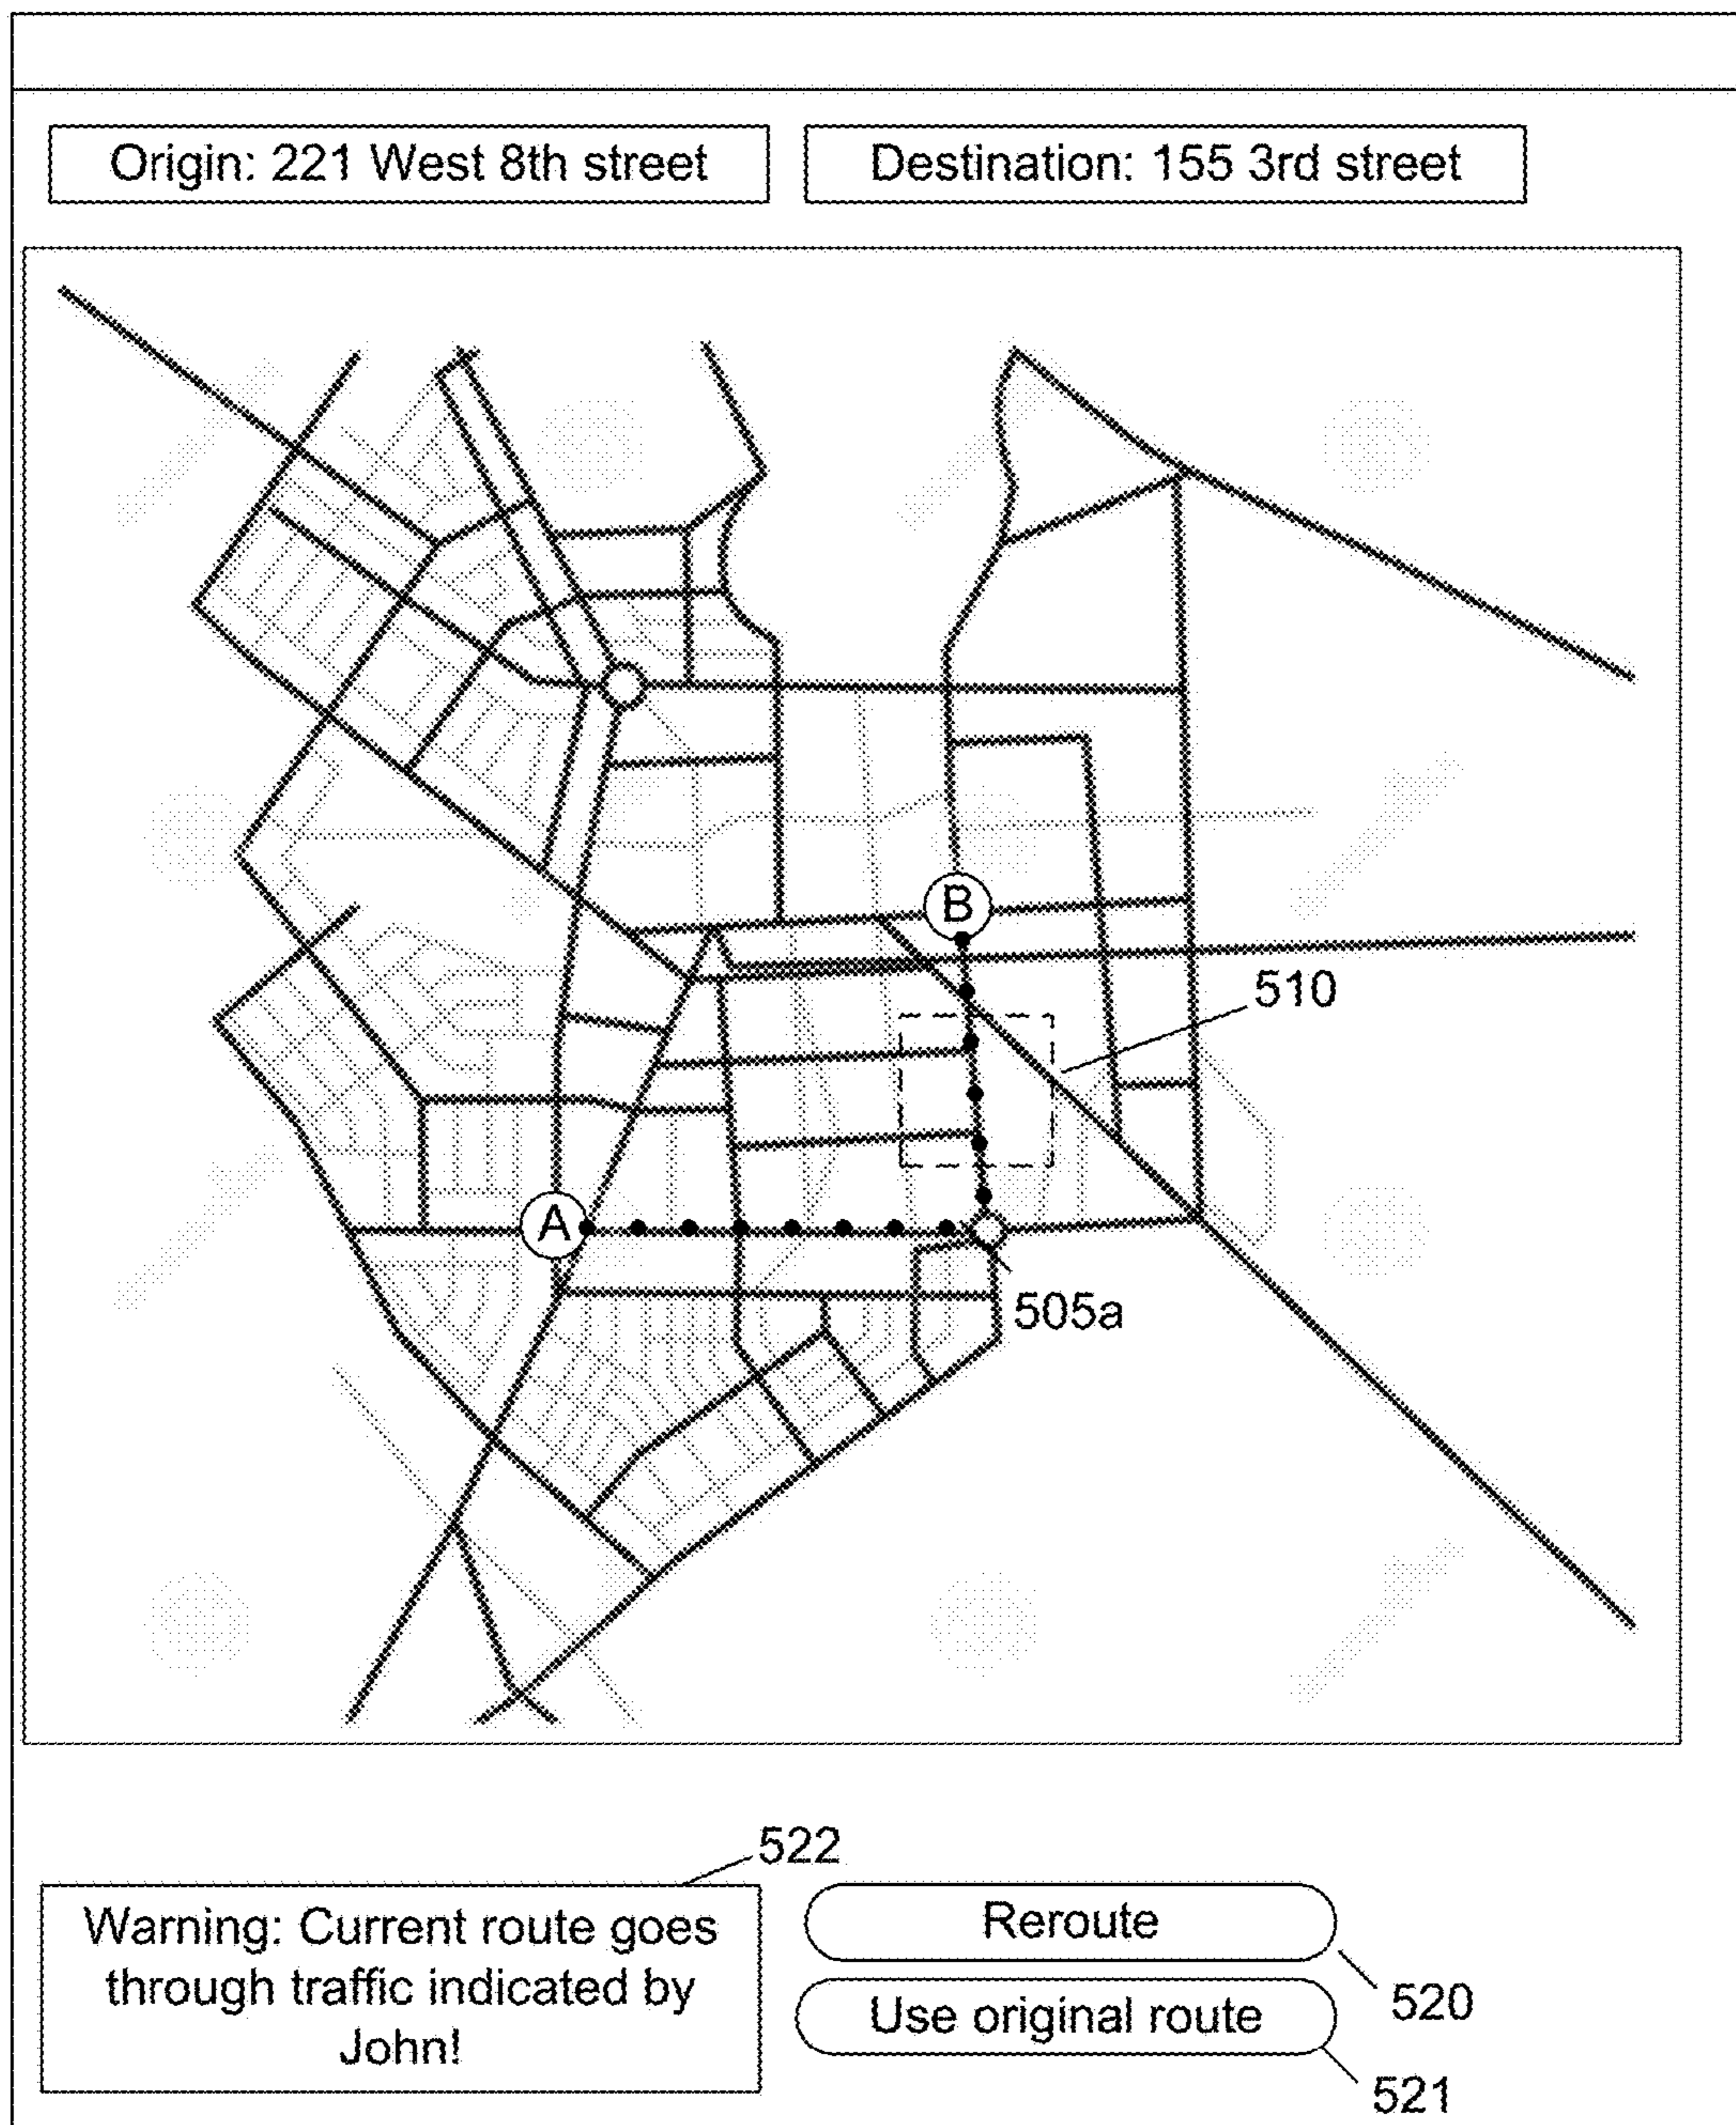 Origin: 221 West 8th street
Destination: 155 3rd street
B
510
A
505a
522
Warning: Current route goes
through traffic indicated by
John!
Reroute
520
Use original route
521